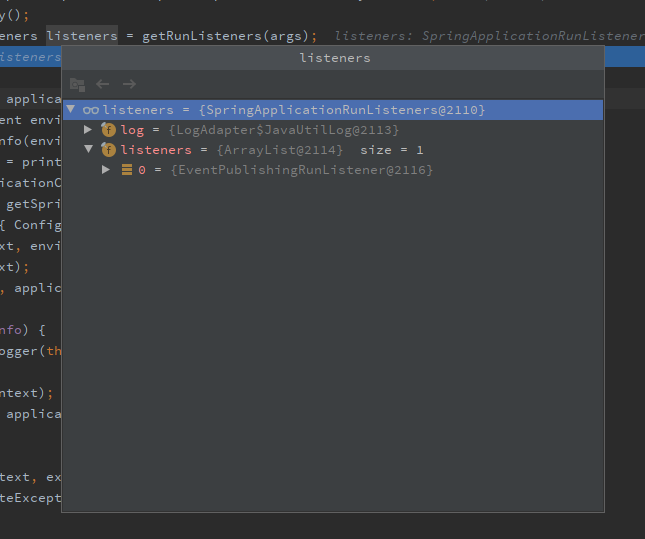 y();
eners listeners = getRunListeners(args);  listeners: SpringApplicationRunListener
isteners
listeners
listeners = {SpringApplicationRunListeners@2110}
applica
log = {LogAdapter$JavaUtilLog@2113}
ent envi
nfo(envi
listeners = {ArrayList@2114}  size = 1
= print
0 = {EventPublishingRunListener@2116}
icationC
getSpri
{ Config
xt, envi
xt);
, applic
nfo) {
ogger(th
ntext);
applica
text, ex
teExcept